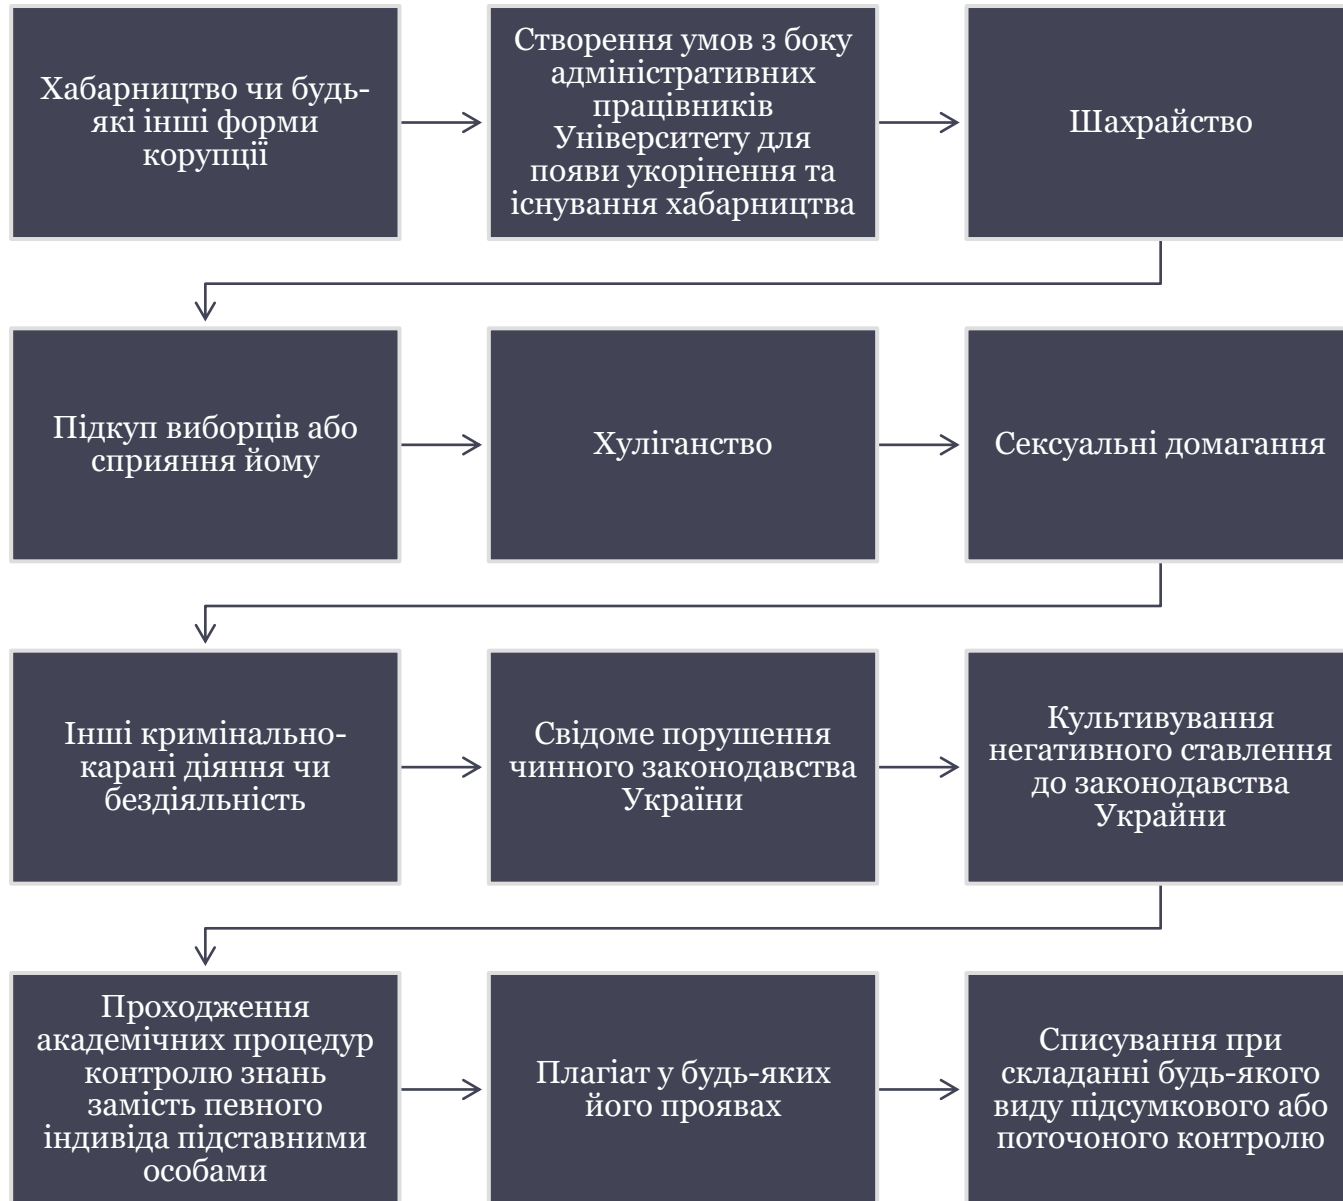 Хабарництво чи будь-
які інші форми
корупції
Створення умов з боку
адміністративних
працівників
Університету для
появи укорінення та
існування хабарництва
Шахрайство
Підкуп виборців або
сприяння йому
Хуліганство
Сексуальні домагання
Інші кримінально-
карані діяння чи
бездіяльність
Свідоме порушення
чинного законодавства
України
Культивування
негативного ставлення
до законодавства
Украйни
Проходження
академічних процедур
контролю знань
замість певного
індивіда підставними
особами
Плагіат у будь-яких
його проявах
Списування при
складанні будь-якого
виду підсумкового або
поточоного контролю